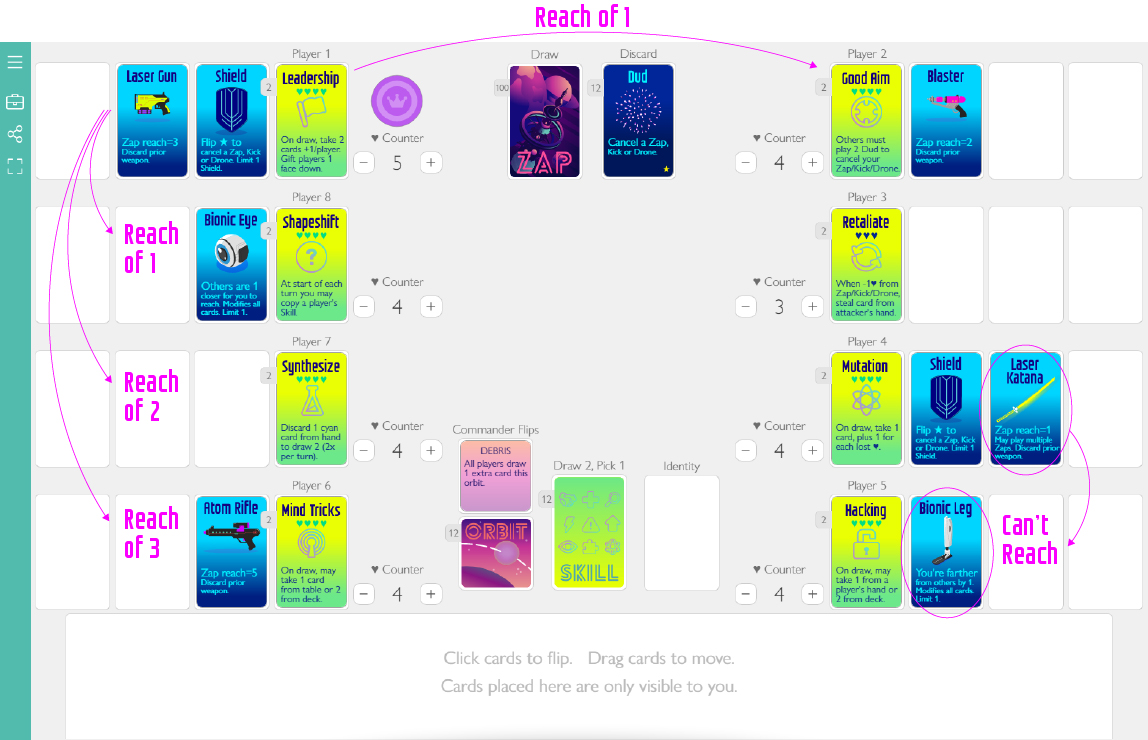 Reach of 1
Player 1
Draw
Discard
Player 2
Laser Gun
Zap reach=3
Discard prior
weapon.
Shield
Flip ★ to
cancel a Zap, Kick
or Drone. Limit 1
Shield.
2
Leadership
♥♥♥♥
On draw, take 2
cards +1/player.
Gift players 1
face down.
♥ Counter
− 5 +
100
ZAP
12
Dud
Cancel a Zap,
Kick or Drone.
★
♥ Counter
− 4 +
2
Good Aim
♥♥♥♥
Others must
play 2 Dud to
cancel your
Zap/Kick/Drone.
Blaster
Zap reach=2
Discard prior
weapon.
Player 8
Player 3
Reach
of 1
Bionic Eye
Others are 1
closer for you to
reach. Modifies all
cards. Limit 1.
2
Shapeshift
♥♥♥♥
At start of each
turn you may
copy a player's
Skill.
♥ Counter
− 4 +
♥ Counter
− 3 +
2
Retaliate
♥♥♥
When -1♥ from
Zap/Kick/Drone,
steal card from
attacker's hand.
Player 7
Player 4
Reach
of 2
2
Synthesize
♥♥♥♥
Discard 1 cyan
card from hand
to draw 2 (2x
per turn).
♥ Counter
− 4 +
♥ Counter
− 4 +
2
Mutation
♥♥♥♥
On draw, take 1
card, plus 1 for
each lost ♥.
Shield
Flip ★ to
cancel a Zap, Kick
or Drone. Limit 1
Shield.
Laser
Katana
Zap reach=1
May play multiple
Zaps. Discard prior
weapon.
Commander Flips
DEBRIS
All players draw
1 extra card this
orbit.
Draw 2, Pick 1
Identity
Player 6
Player 5
Reach
of 3
Atom Rifle
Zap reach=5
Discard prior
weapon.
2
Mind Tricks
♥♥♥♥
On draw, may
take 1 card
from table or 2
from deck.
♥ Counter
− 4 +
12
ORBIT
12
SKILL
♥ Counter
− 4 +
2
Hacking
♥♥♥♥
On draw, may
take 1 from a
player's hand or
2 from deck.
Bionic Leg
You're farther
from others by 1.
Modifies all cards.
Limit 1.
Can't
Reach
Click cards to flip. Drag cards to move.
Cards placed here are only visible to you.